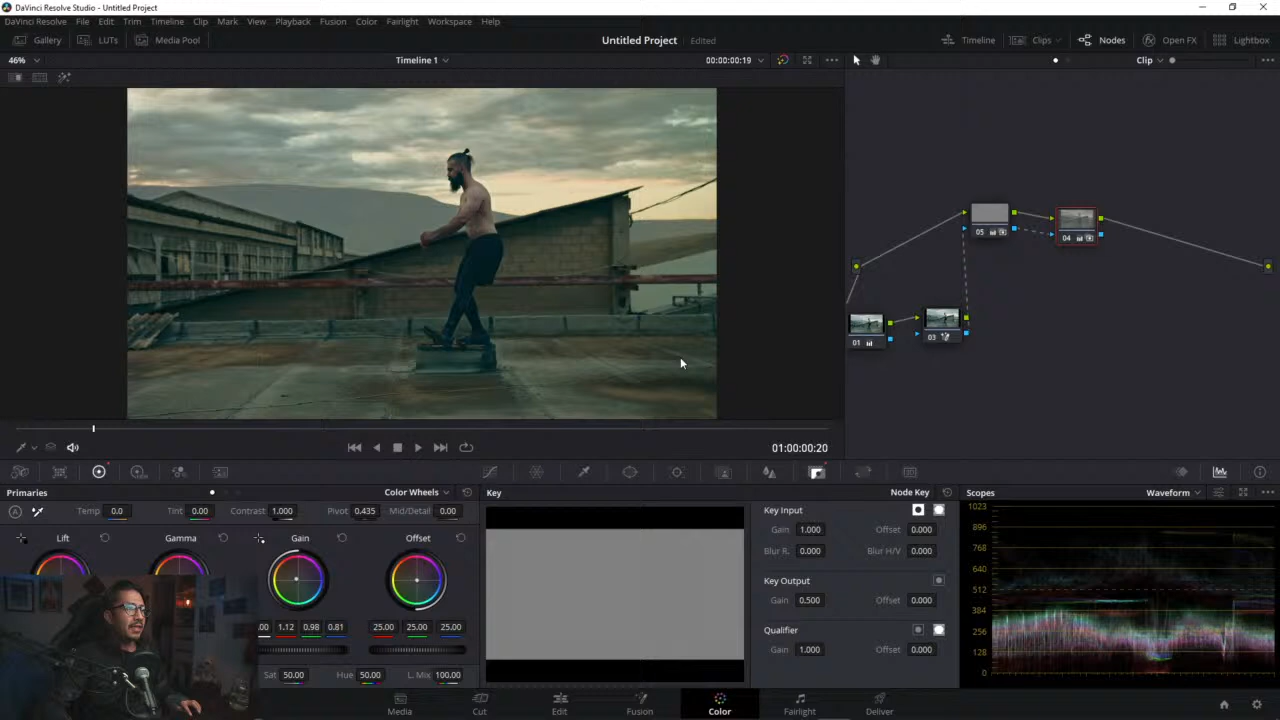 DaVinci Resolve Studio - Untitled Project
DaVinci Resolve File Edit Trim Timeline Clip Mark View Playback Fusion Color Fairlight Workspace Help
Gallery LUTs Media Pool Untitled Project Edited Timeline Clips Nodes Open FX Lightbox
46% Timeline 1 00:00:00:19 Clip
05
04
01
03
01:00:00:20
Primaries Color Wheels Key Node Key Scopes Waveform
Temp 0.0 Tint 0.00 Contrast 1.000 Pivot 0.435 Mid/Detail 0.00
Lift Gamma Gain Offset
.00 1.12 0.98 0.81 25.00 25.00 25.00
Sat 50.00 Hue 50.00 L. Mix 100.00
Key Input
Gain 1.000 Offset 0.000
Blur R. 0.000 Blur H/V 0.000
Key Output
Gain 0.500 Offset 0.000
Qualifier
Gain 1.000 Offset 0.000
1023
896
768
640
512
384
256
128
0
Media Cut Edit Fusion Color Fairlight Deliver